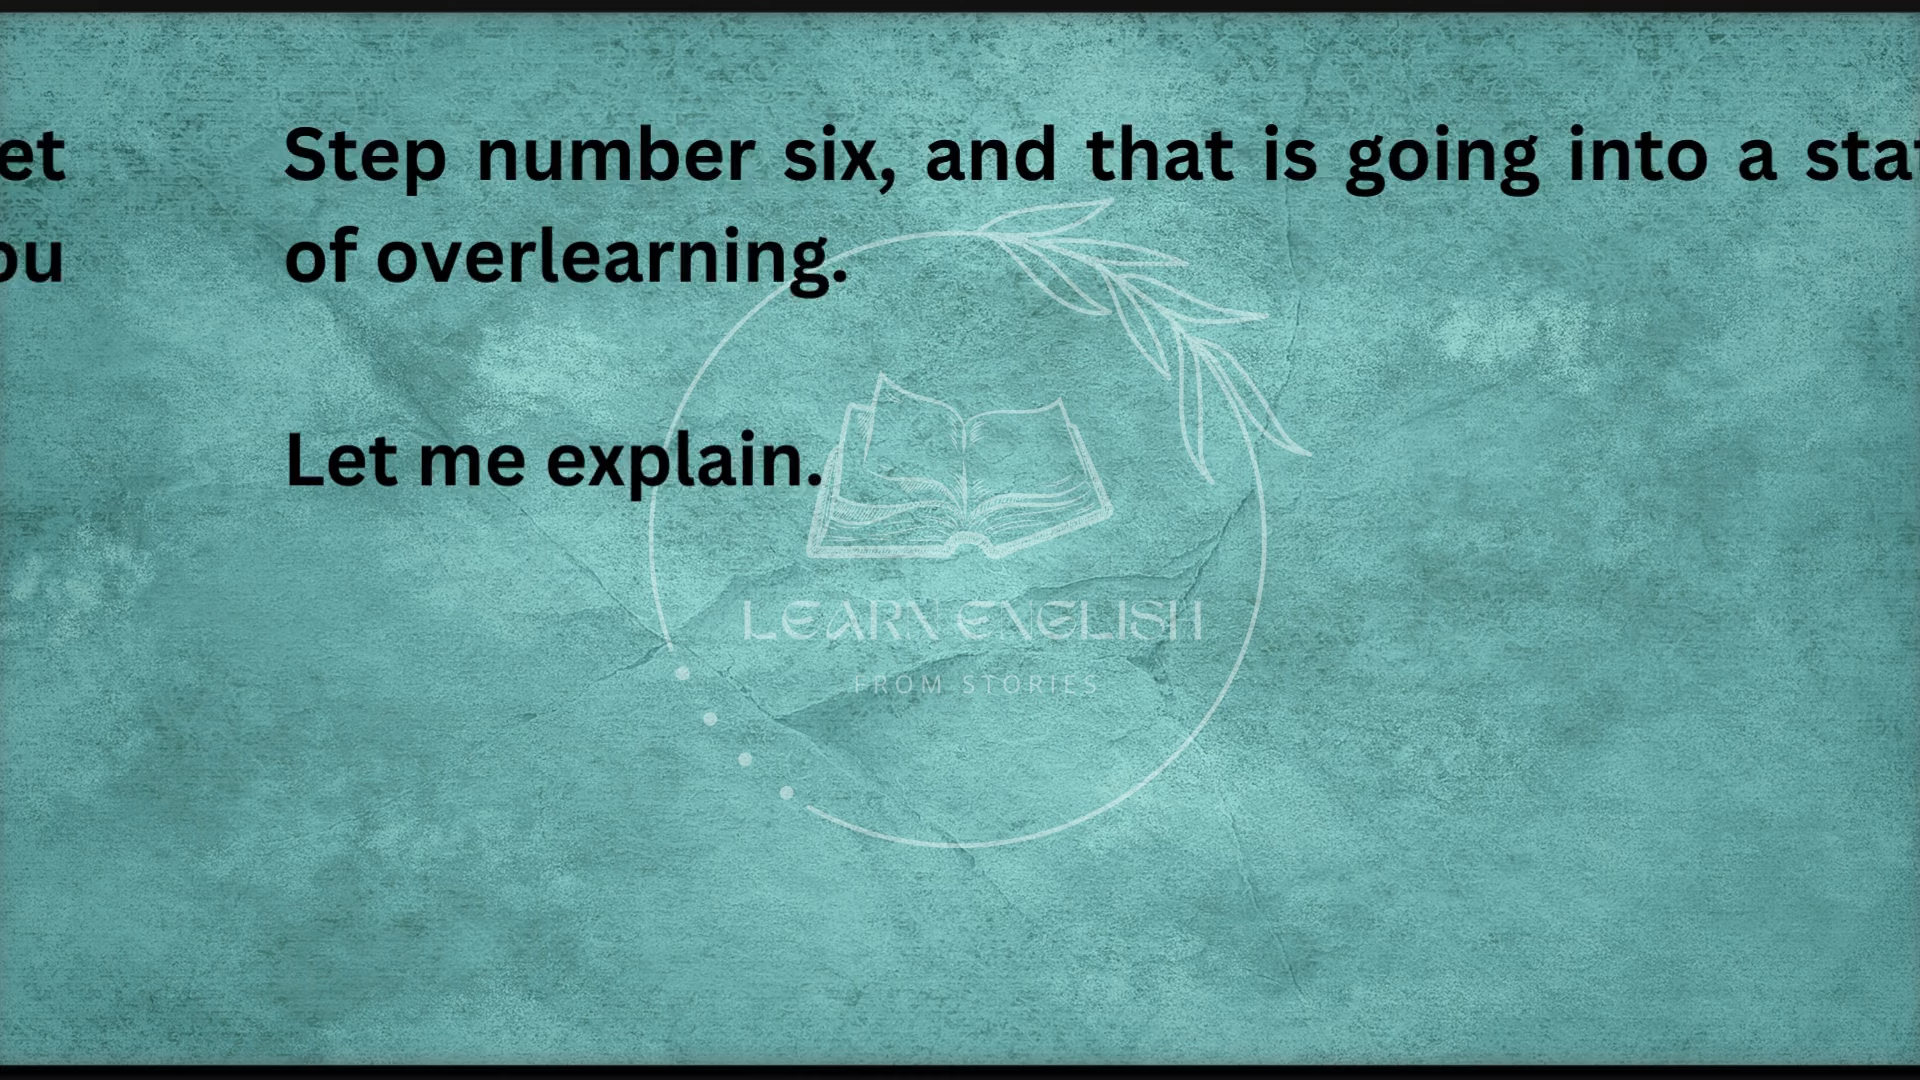 et
ou
Step number six, and that is going into a sta
of overlearning.
Let me explain.
LEARN ENGLISH
FROM STORIES